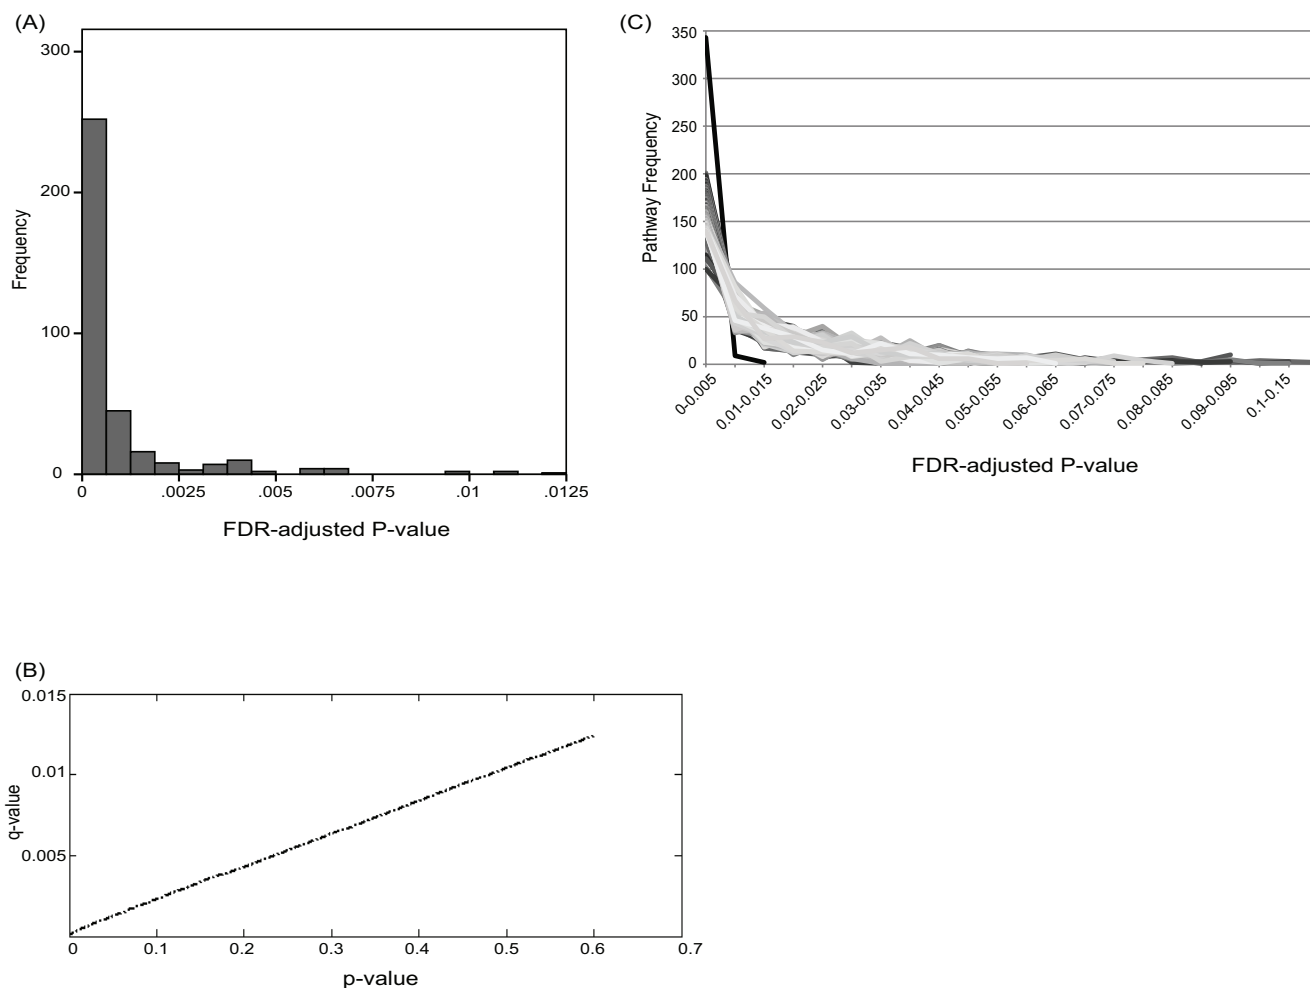 (A)
300
200
100
0
Frequency
0 .0025 .005 .0075 .01 .0125
FDR-adjusted P-value
(C)
350
300
250
200
150
100
50
0
Pathway Frequency
0-0.005 0.01-0.015 0.02-0.025 0.03-0.035 0.04-0.045 0.05-0.055 0.06-0.065 0.07-0.075 0.08-0.085 0.09-0.095 0.1-0.15
FDR-adjusted P-value
(B)
0.015
0.01
0.005
q-value
0 0.1 0.2 0.3 0.4 0.5 0.6 0.7
p-value